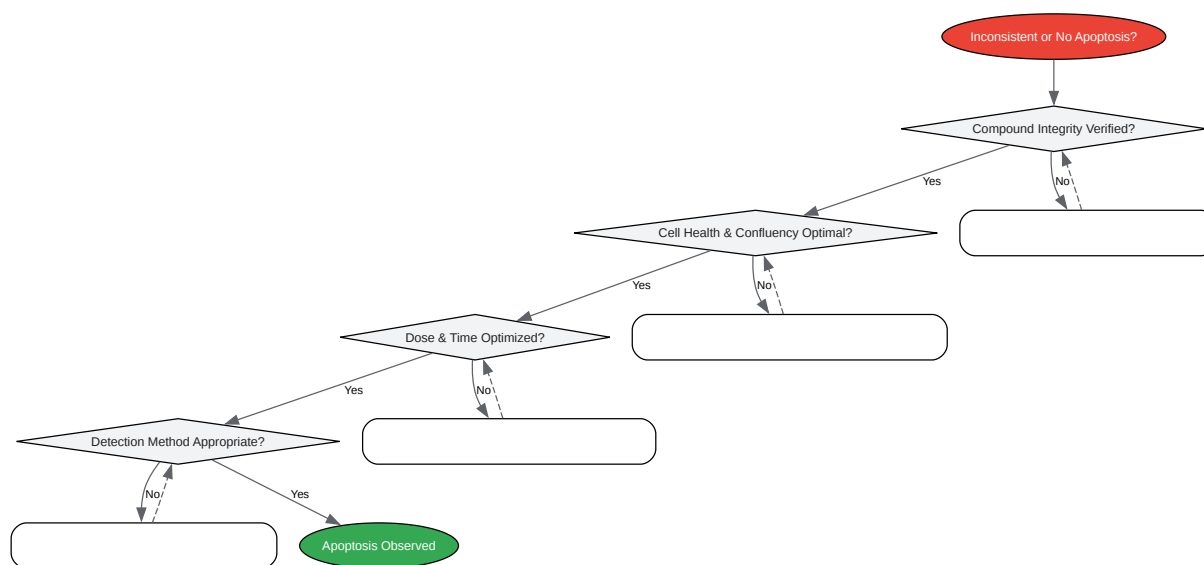 Inconsistent or No Apoptosis?
Compound Integrity Verified?
Yes
No
Cell Health & Confluency Optimal?
Yes
No
Dose & Time Optimized?
Yes
No
Detection Method Appropriate?
No
Yes
Apoptosis Observed